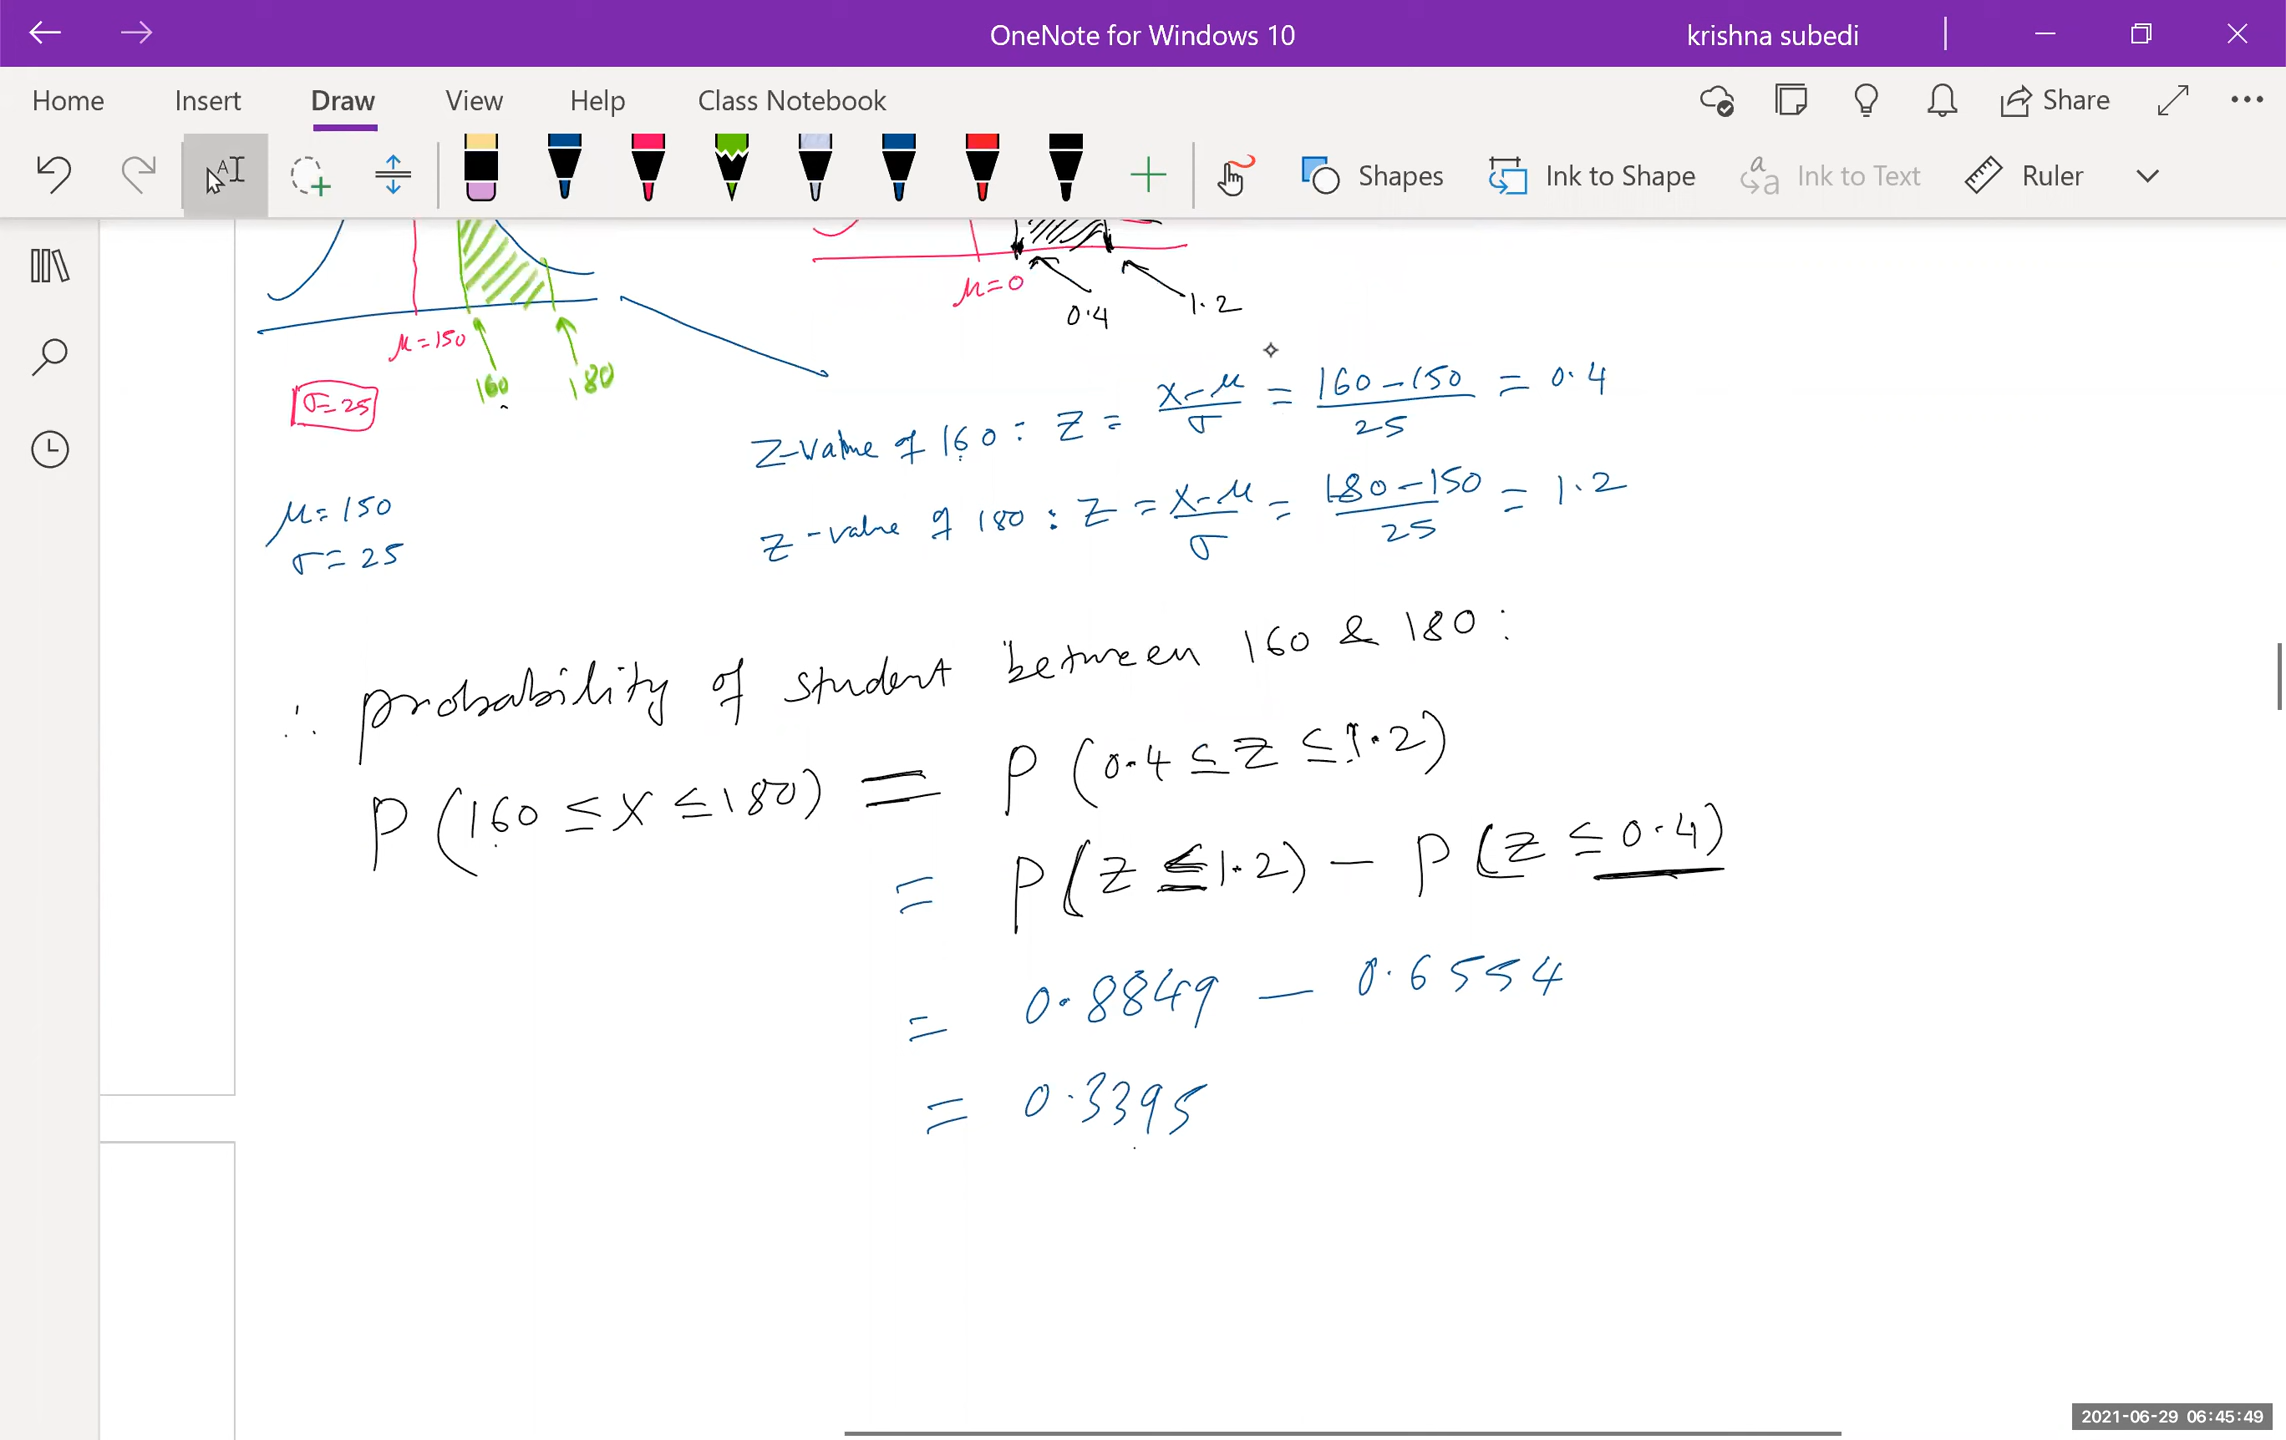 OneNote for Windows 10
krishna subedi
Home Insert Draw View Help Class Notebook
Share
Shapes Ink to Shape Ink to Text Ruler
μ=150
160
180
σ=25
μ=0
0.4
1.2
Z-value of 160: Z = x-μ/σ = 160-150/25 = 0.4
Z-value of 180: Z = x-μ/σ = 180-150/25 = 1.2
μ=150
σ=25
∴ probability of student between 160 & 180:
P(160 ≤ X ≤ 180) = P(0.4 ≤ Z ≤ 1.2)
= P(Z ≤ 1.2) - P(Z ≤ 0.4)
= 0.8849 - 0.6554
= 0.3395
2021-06-29 06:45:49